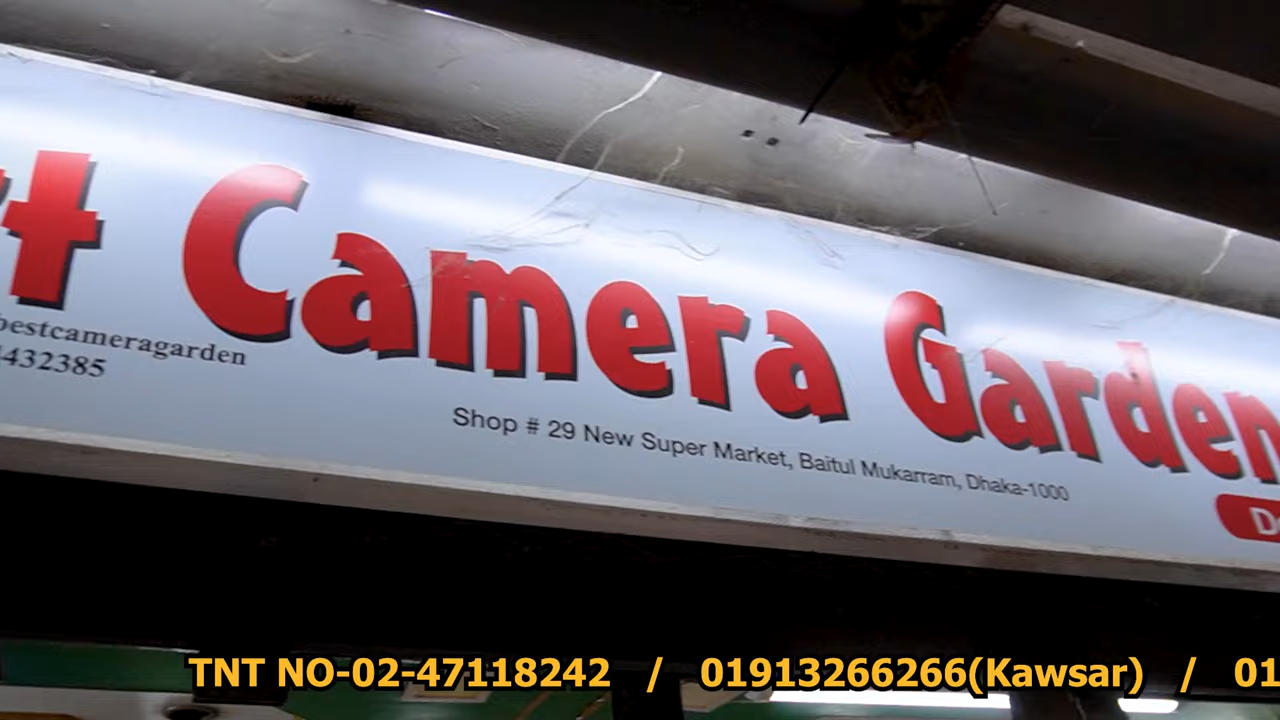 t Camera Garden
bestcameragarden
432385
Shop # 29 New Super Market, Baitul Mukarram, Dhaka-1000
D
TNT NO-02-47118242 / 01913266266(Kawsar) / 01